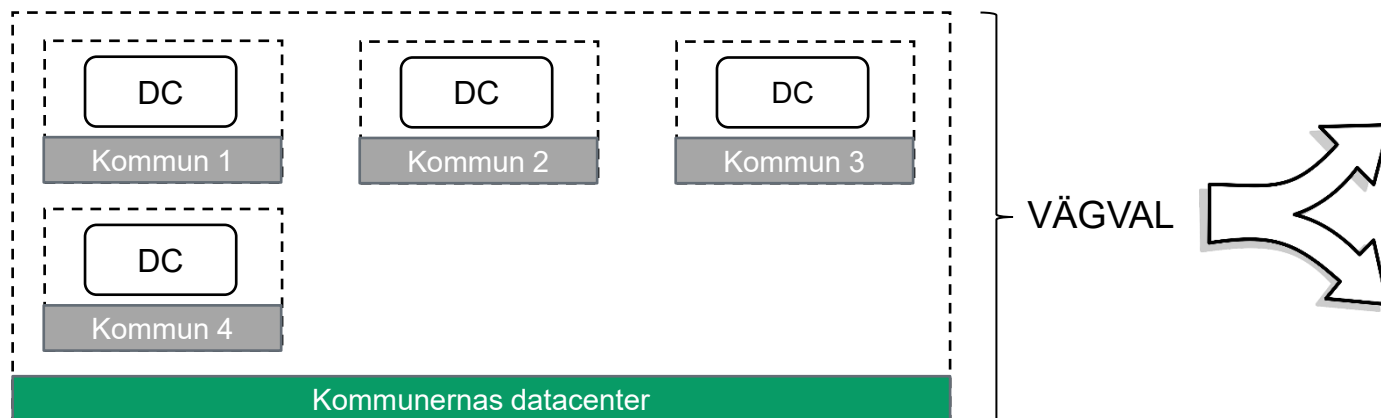 DC
Kommun 1
DC
Kommun 2
DC
Kommun 3
DC
Kommun 4
Kommunernas datacenter
VÄGVAL